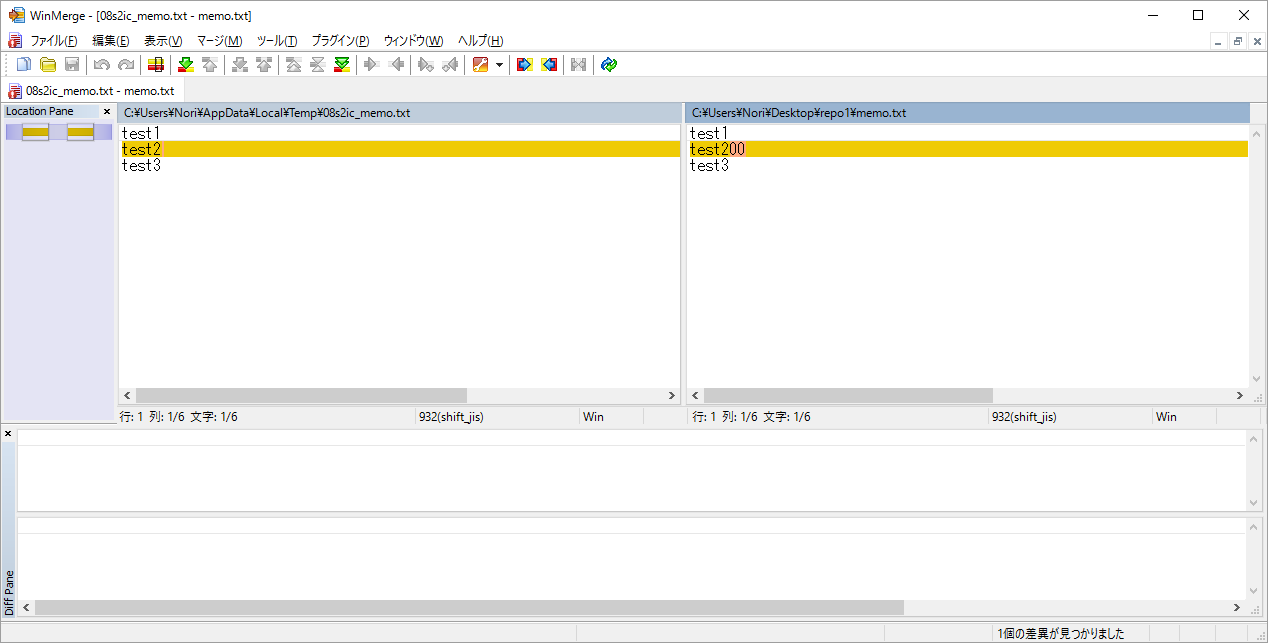 WinMerge - [08s2ic_memo.txt - memo.txt]
ファイル(F) 編集(E) 表示(V) マージ(M) ツール(T) プラグイン(P) ウィンドウ(W) ヘルプ(H)
08s2ic_memo.txt - memo.txt
Location Pane
C:¥Users¥Nori¥AppData¥Local¥Temp¥08s2ic_memo.txt
C:¥Users¥Nori¥Desktop¥repo1¥memo.txt
test1
test2
test3
test1
test200
test3
行: 1 列: 1/6 文字: 1/6 932(shift_jis) Win
行: 1 列: 1/6 文字: 1/6 932(shift_jis) Win
Diff Pane
1個の差異が見つかりました